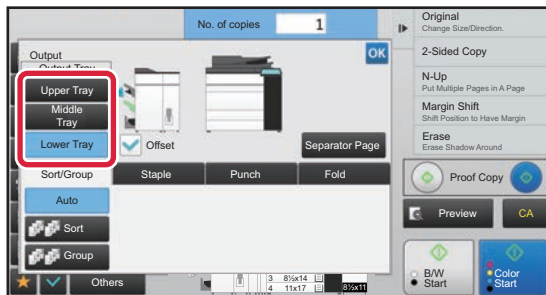 No. of copies
1
Output
OK
Output Tray
Upper Tray
Middle
Tray
Lower Tray
Offset
Separator Page
Sort/Group
Staple
Punch
Fold
Auto
Sort
Group
Others
3 8½x14
4 11x17
8½x11
Original
Change Size/Direction.
2-Sided Copy
N-Up
Put Multiple Pages in A Page
Margin Shift
Shift Position to Have Margin
Erase
Erase Shadow Around
Proof Copy
Preview
CA
B/W
Start
Color
Start